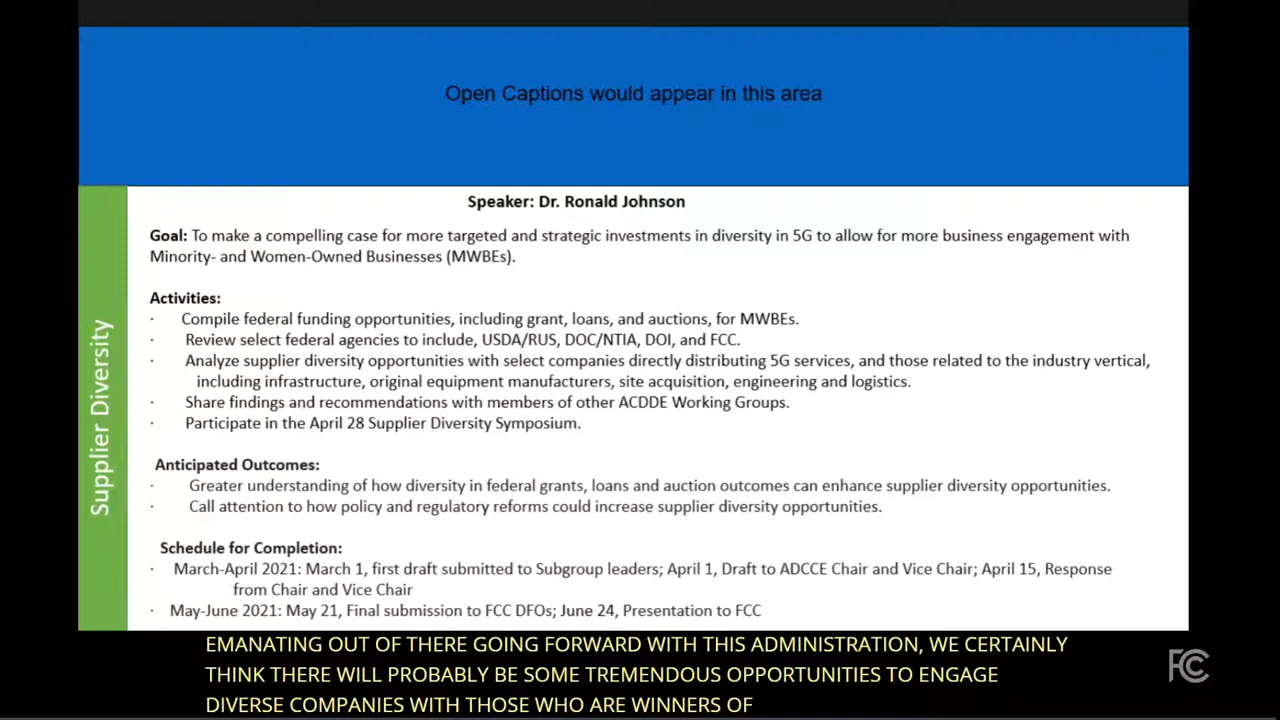 Open Captions would appear in this area
Speaker: Dr. Ronald Johnson
Goal: To make a compelling case for more targeted and strategic investments in diversity in 5G to allow for more business engagement with
Minority- and Women-Owned Businesses (MWBEs).
Activities:
· Compile federal funding opportunities, including grant, loans, and auctions, for MWBEs.
· Review select federal agencies to include, USDA/RUS, DOC/NTIA, DOI, and FCC.
· Analyze supplier diversity opportunities with select companies directly distributing 5G services, and those related to the industry vertical,
including infrastructure, original equipment manufacturers, site acquisition, engineering and logistics.
· Share findings and recommendations with members of other ACDDE Working Groups.
· Participate in the April 28 Supplier Diversity Symposium.
Anticipated Outcomes:
· Greater understanding of how diversity in federal grants, loans and auction outcomes can enhance supplier diversity opportunities.
· Call attention to how policy and regulatory reforms could increase supplier diversity opportunities.
Schedule for Completion:
· March-April 2021: March 1, first draft submitted to Subgroup leaders; April 1, Draft to ADCCE Chair and Vice Chair; April 15, Response
from Chair and Vice Chair
· May-June 2021: May 21, Final submission to FCC DFOs; June 24, Presentation to FCC
Supplier Diversity
EMANATING OUT OF THERE GOING FORWARD WITH THIS ADMINISTRATION, WE CERTAINLY
THINK THERE WILL PROBABLY BE SOME TREMENDOUS OPPORTUNITIES TO ENGAGE
DIVERSE COMPANIES WITH THOSE WHO ARE WINNERS OF
FCC